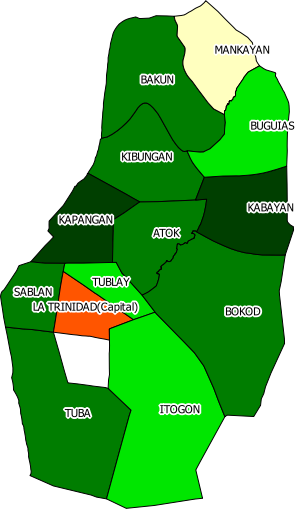 MANKAYAN
BAKUN
BUGUIAS
KIBUNGAN
KABAYAN
KAPANGAN
ATOK
TUBLAY
SABLAN
LA TRINIDAD(Capital)
BOKOD
TUBA
ITOGON